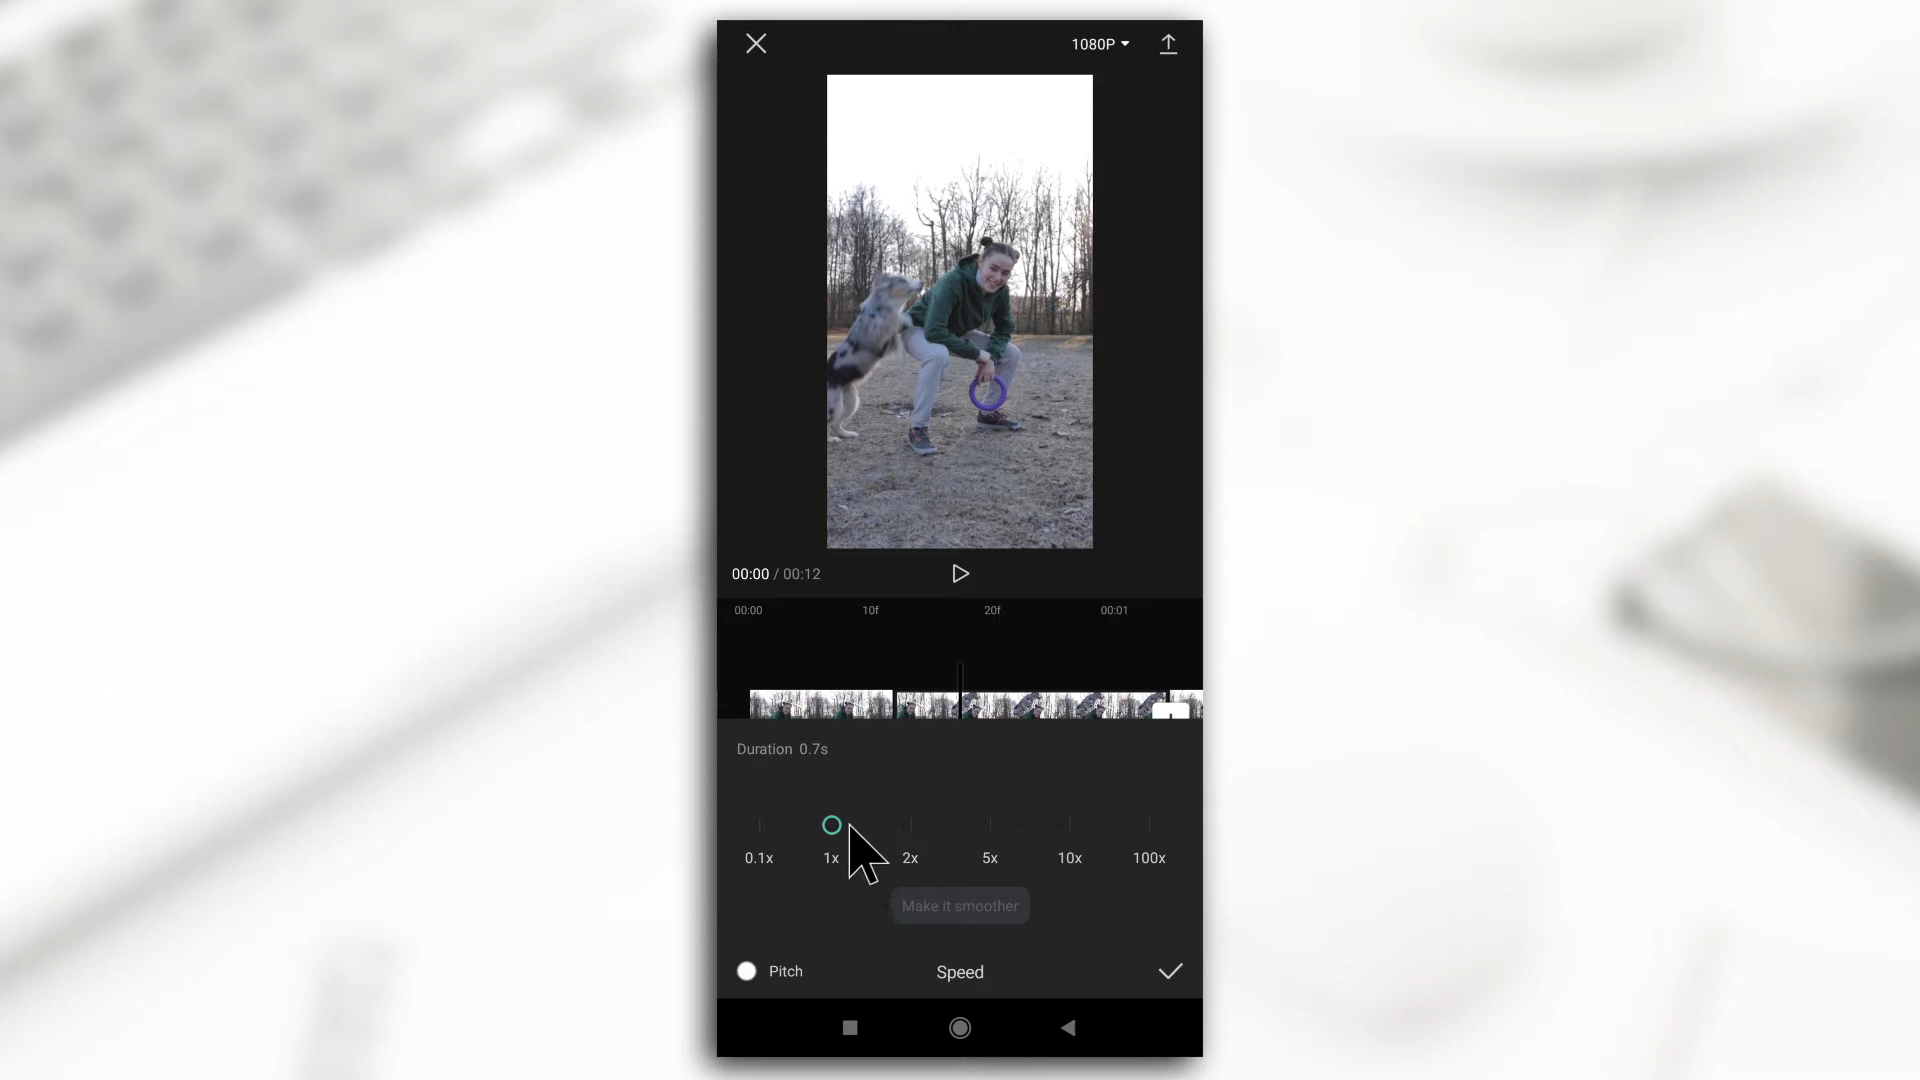 1080P
00:00 / 00:12
00:00 10f 20f 00:01
Duration 0.7s
0.1x 1x 2x 5x 10x 100x
Make it smoother
Pitch Speed